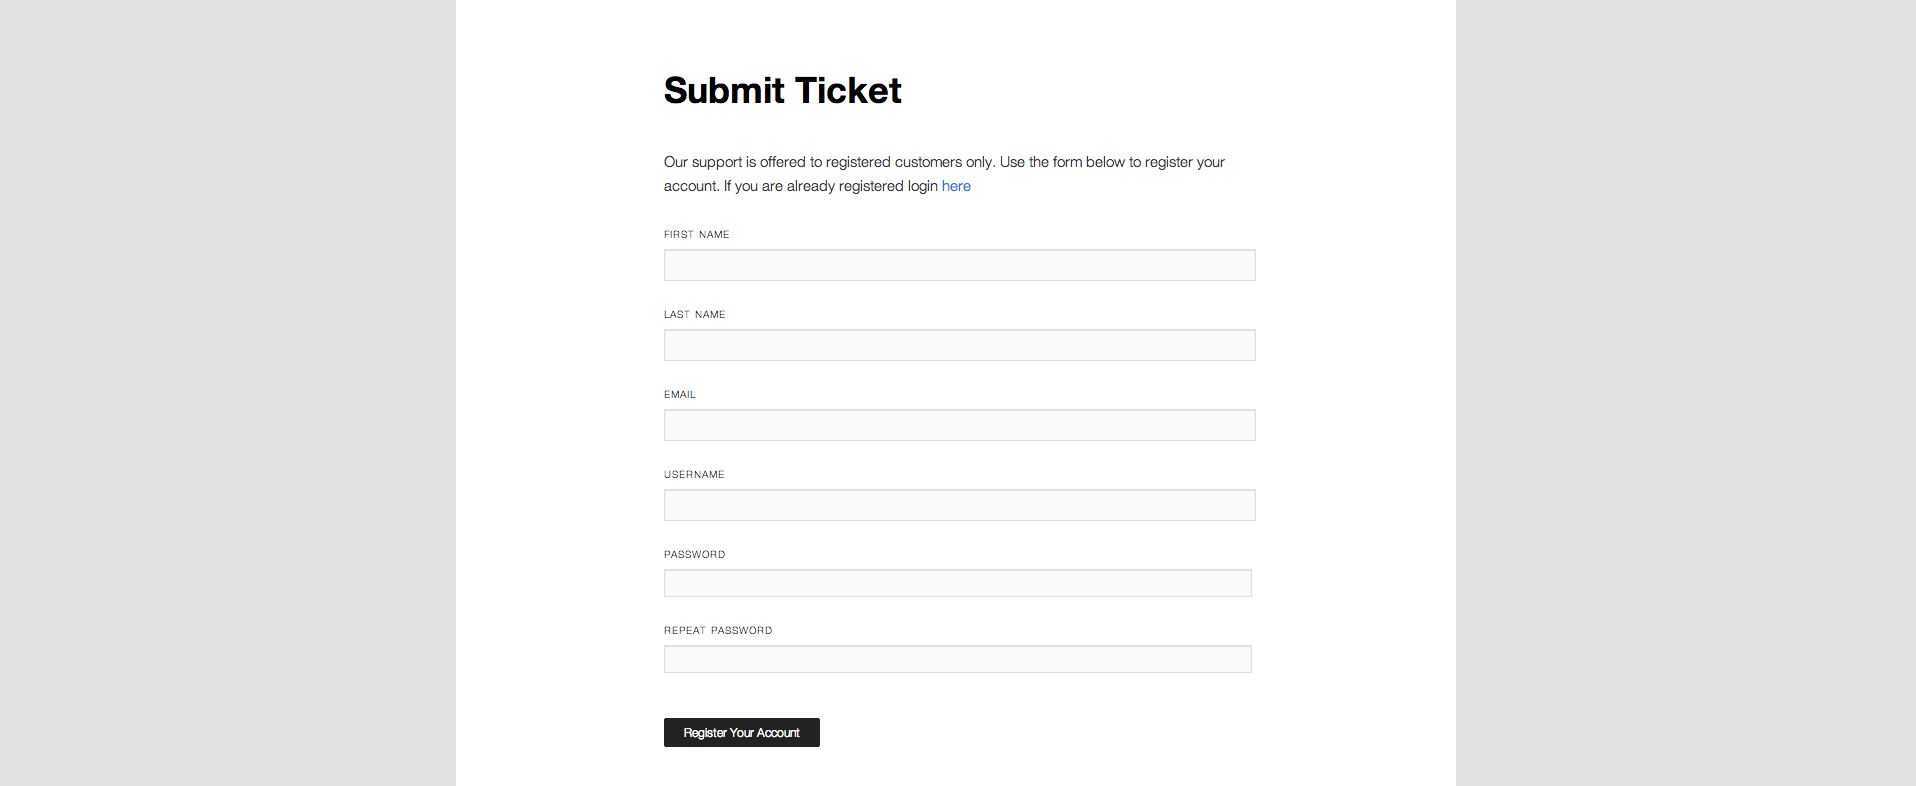 Submit Ticket
Our support is offered to registered customers only. Use the form below to register your
account. If you are already registered login here
FIRST NAME
LAST NAME
EMAIL
USERNAME
PASSWORD
REPEAT PASSWORD
Register Your Account